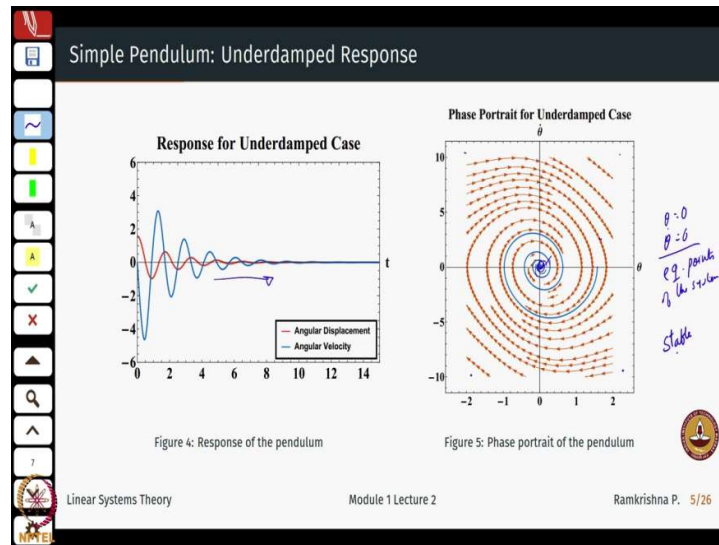 Simple Pendulum: Underdamped Response
Response for Underdamped Case
6
4
2
0
−2
−4
−6
0 2 4 6 8 10 12 14
t
Angular Displacement
Angular Velocity
Figure 4: Response of the pendulum
Phase Portrait for Underdamped Case
θ̇
10
5
0
−5
−10
−2 −1 0 1 2
θ
Figure 5: Phase portrait of the pendulum
θ=0
θ̇=0
eq. points
of the system
Stable
A
A
7
NPTEL
Linear Systems Theory
Module 1 Lecture 2
Ramkrishna P. 5/26